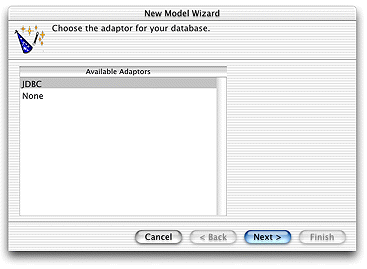 New Model Wizard
Choose the adaptor for your database.
Available Adaptors
JDBC
None
Cancel < Back Next > Finish